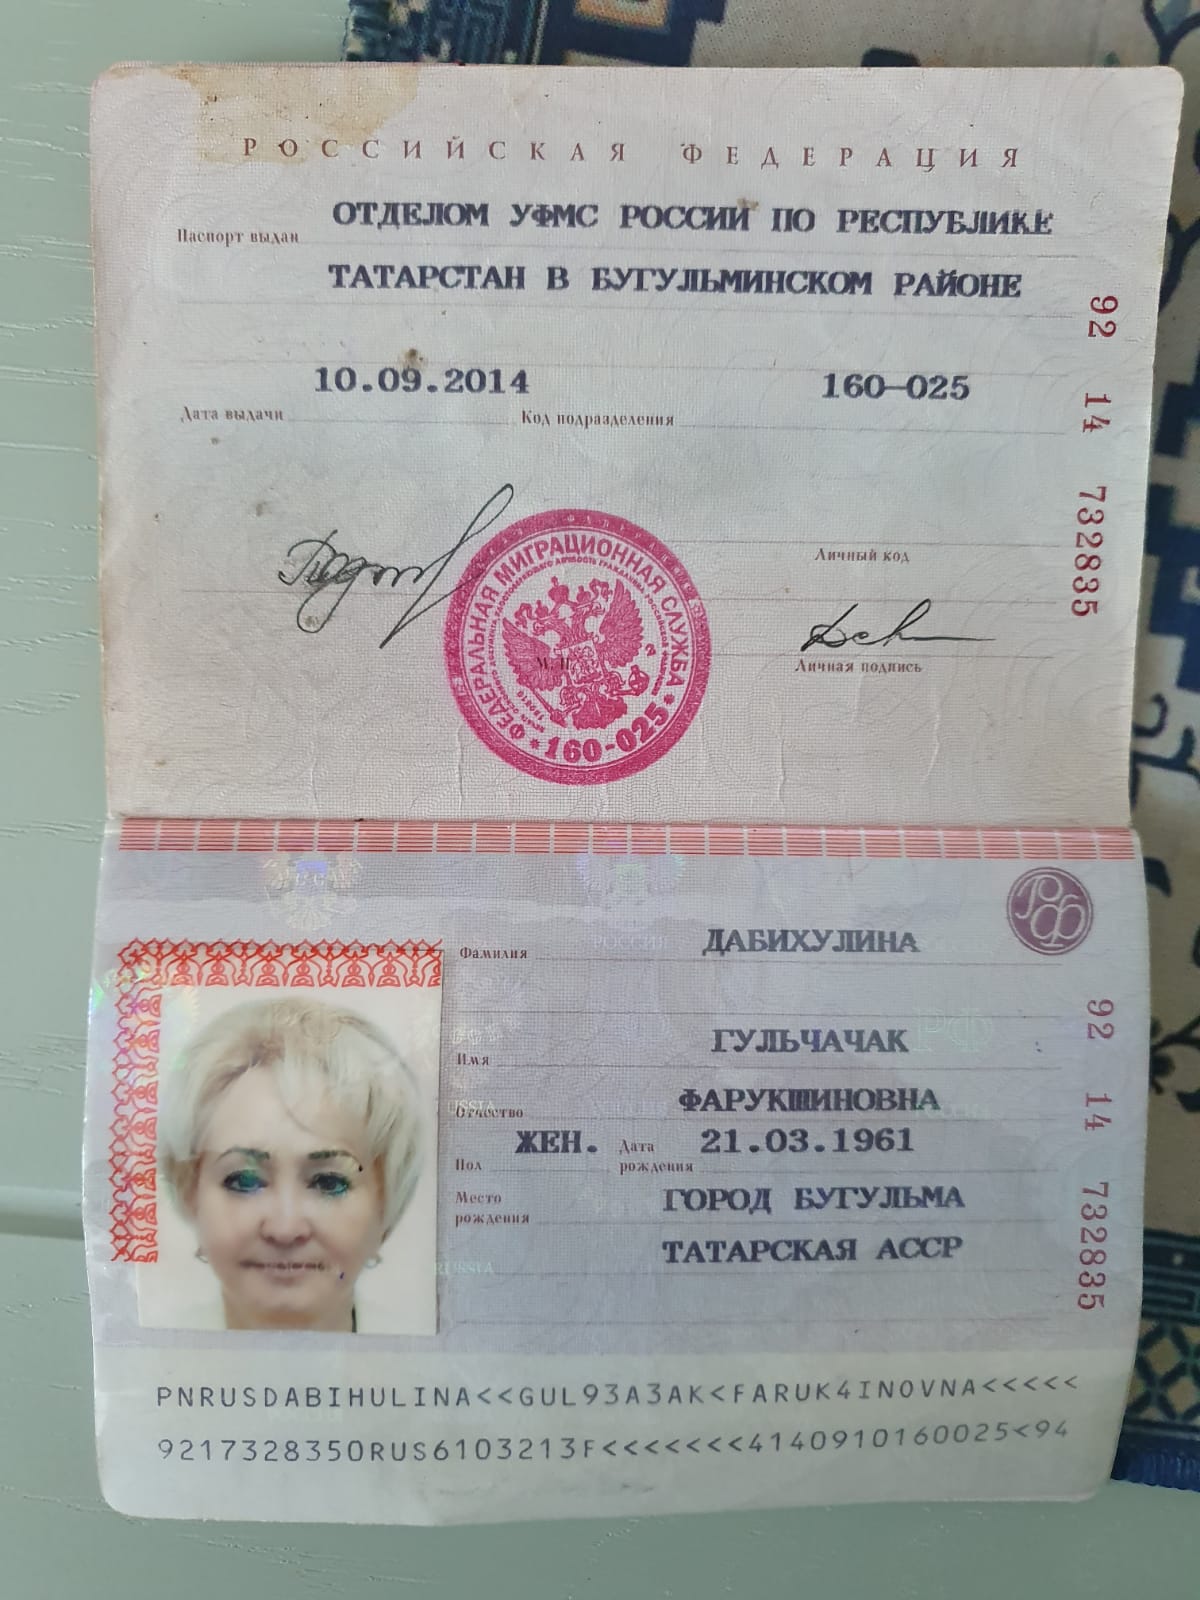 РОССИЙСКАЯ ФЕДЕРАЦИЯ
Паспорт выдан ОТДЕЛОМ УФМС РОССИИ ПО РЕСПУБЛИКЕ
ТАТАРСТАН В БУГУЛЬМИНСКОМ РАЙОНЕ
Дата выдачи 10.09.2014 Код подразделения 160-025
92 14 732835
Личный код
Личная подпись
М.П.
ФЕДЕРАЛЬНАЯ МИГРАЦИОННАЯ СЛУЖБА
160-025
РФ
Фамилия ДАБИХУЛИНА
Имя ГУЛЬЧАЧАК
Отчество ФАРУКШИНОВНА
Пол ЖЕН. Дата рождения 21.03.1961
Место рождения ГОРОД БУГУЛЬМА
ТАТАРСКАЯ АССР
92 14 732835
PNRUSDABIHULINA<<GUL93A3AK<FARUK4INOVNA<<<<<
9217328350RUS6103213F<<<<<<<4140910160025<94